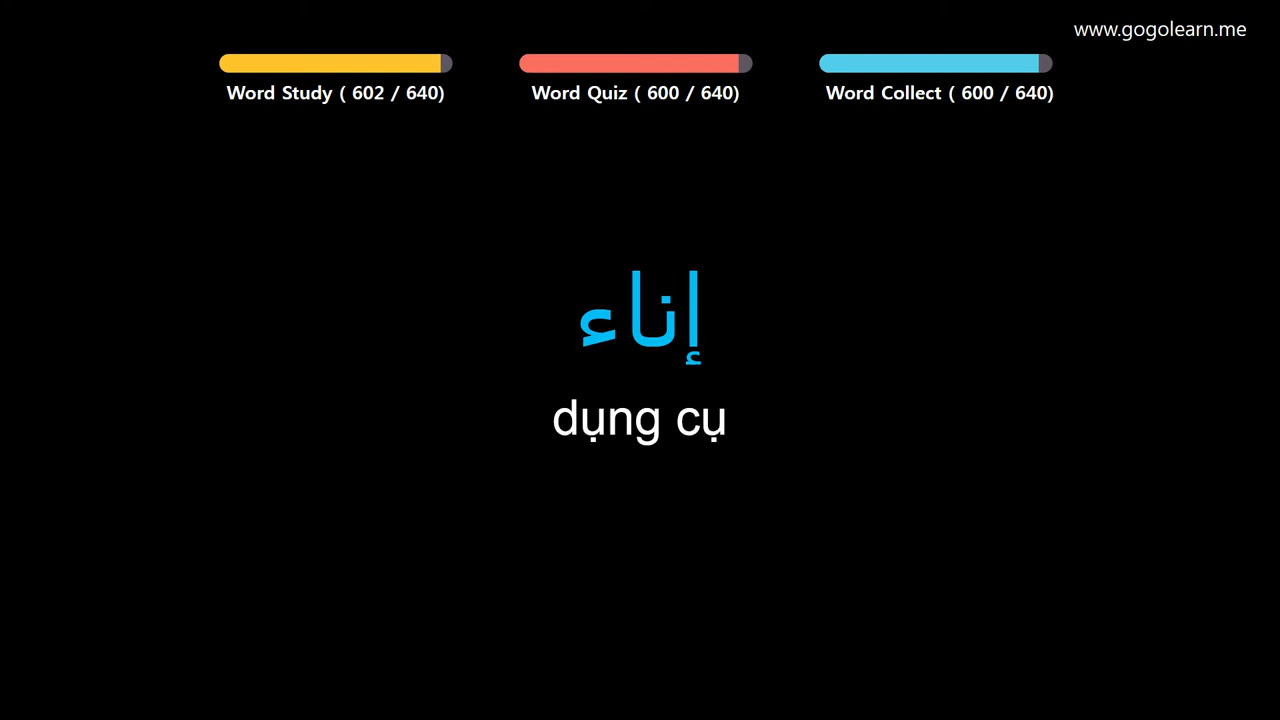 www.gogolearn.me
Word Study ( 602 / 640)
Word Quiz ( 600 / 640)
Word Collect ( 600 / 640)
إناء
dụng cụ